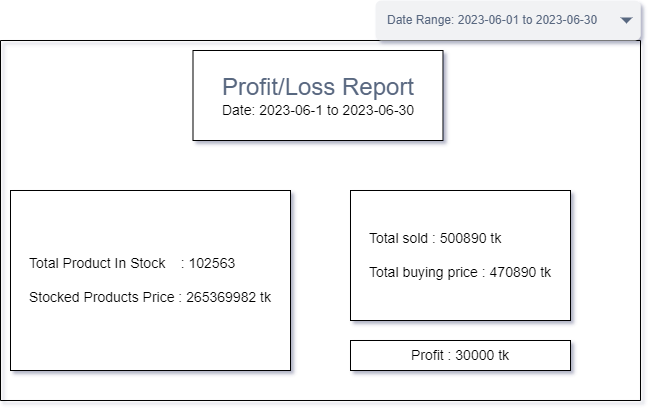 Date Range: 2023-06-01 to 2023-06-30
Profit/Loss Report
Date: 2023-06-1 to 2023-06-30
Total Product In Stock : 102563
Stocked Products Price : 265369982 tk
Total sold : 500890 tk
Total buying price : 470890 tk
Profit : 30000 tk